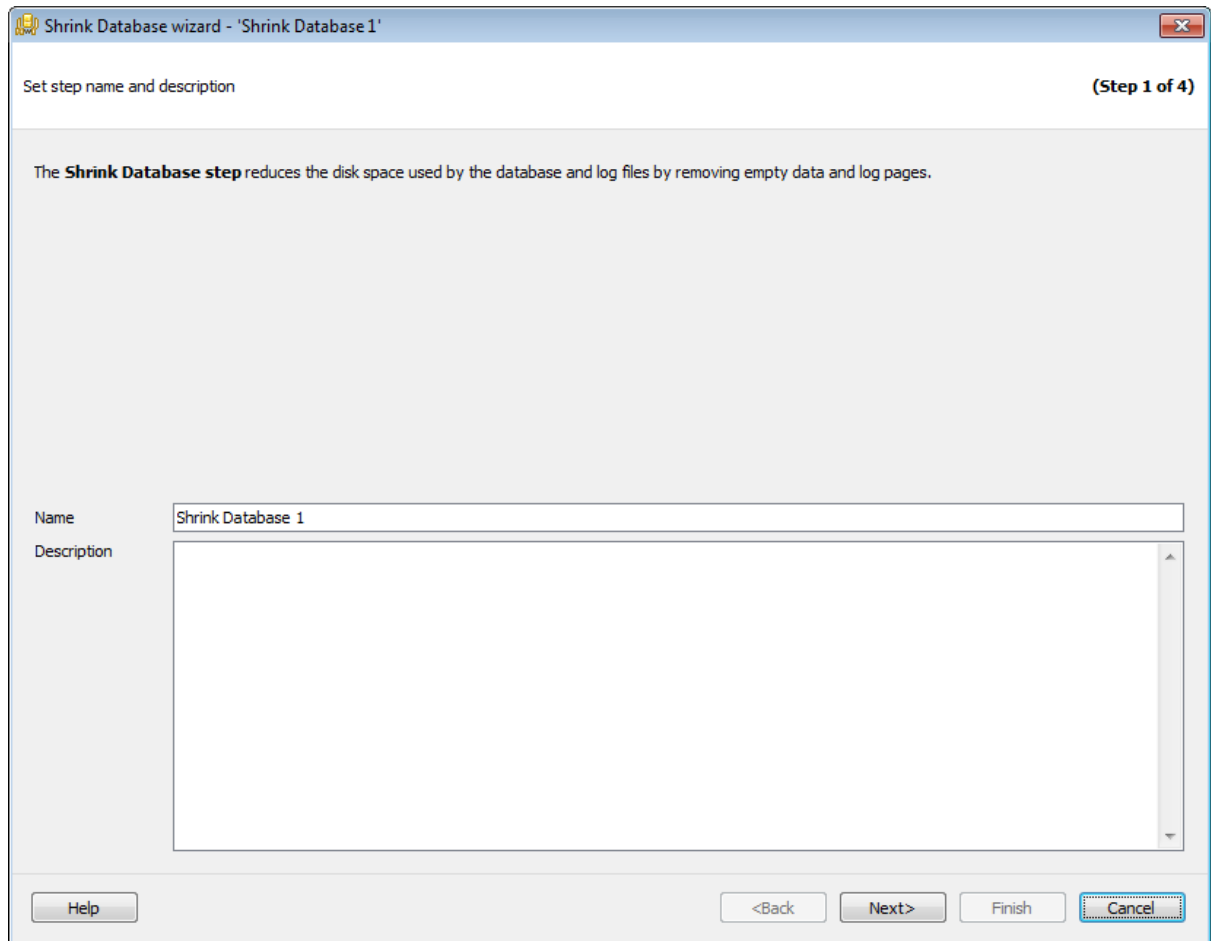 Shrink Database wizard - 'Shrink Database 1'
Set step name and description
(Step 1 of 4)
The Shrink Database step reduces the disk space used by the database and log files by removing empty data and log pages.
Name
Shrink Database 1
Description
Help
<Back
Next>
Finish
Cancel